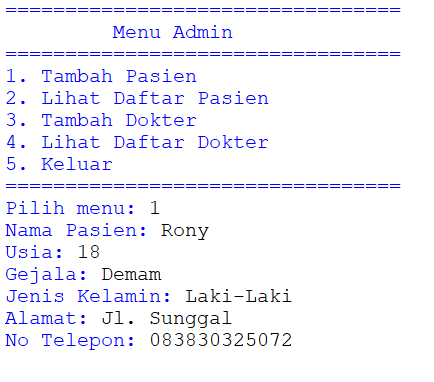 =================================
Menu Admin
=================================
1. Tambah Pasien
2. Lihat Daftar Pasien
3. Tambah Dokter
4. Lihat Daftar Dokter
5. Keluar
=================================
Pilih menu: 1
Nama Pasien: Rony
Usia: 18
Gejala: Demam
Jenis Kelamin: Laki-Laki
Alamat: Jl. Sunggal
No Telepon: 083830325072